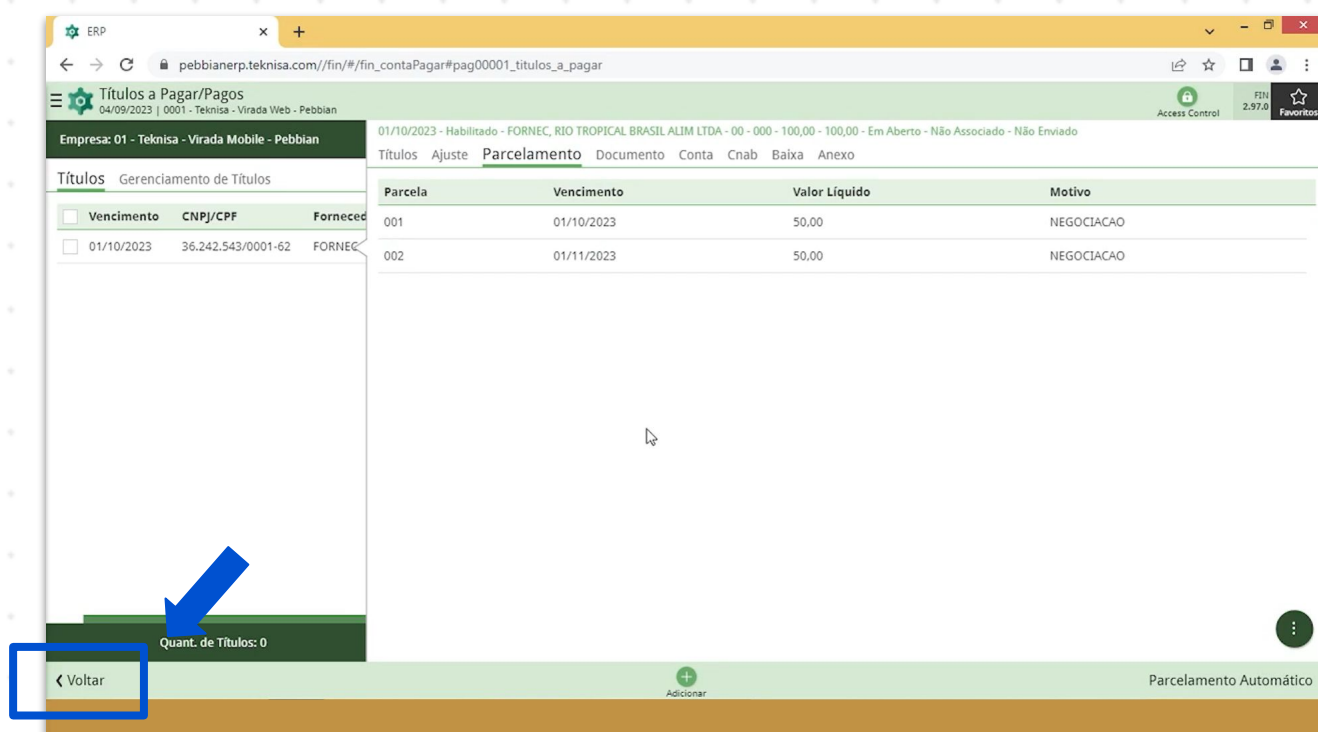 ERP
pebbianerp.teknisa.com//fin/#/fin_contaPagar#pag00001_titulos_a_pagar
Títulos a Pagar/Pagos
04/09/2023 | 0001 - Teknisa - Virada Web - Pebbian
Access Control
FIN
2.97.0
Favoritos
Empresa: 01 - Teknisa - Virada Mobile - Pebbian
Títulos Gerenciamento de Títulos
Vencimento CNPJ/CPF Forneced
01/10/2023 36.242.543/0001-62 FORNEC
Quant. de Títulos: 0
01/10/2023 - Habilitado - FORNEC, RIO TROPICAL BRASIL ALIM LTDA - 00 - 000 - 100,00 - 100,00 - Em Aberto - Não Associado - Não Enviado
Títulos Ajuste Parcelamento Documento Conta Cnab Baixa Anexo
Parcela Vencimento Valor Líquido Motivo
001 01/10/2023 50,00 NEGOCIACAO
002 01/11/2023 50,00 NEGOCIACAO
Voltar
Adicionar
Parcelamento Automático